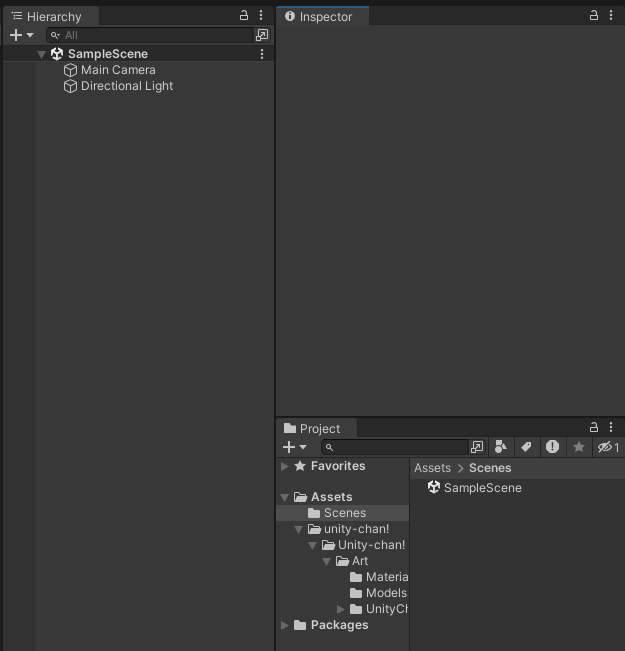 Hierarchy
All
SampleScene
Main Camera
Directional Light
Inspector
Project
1
Favorites
Assets
Scenes
unity-chan!
Unity-chan!
Art
Materia
Models
UnityCh
Packages
Assets > Scenes
SampleScene